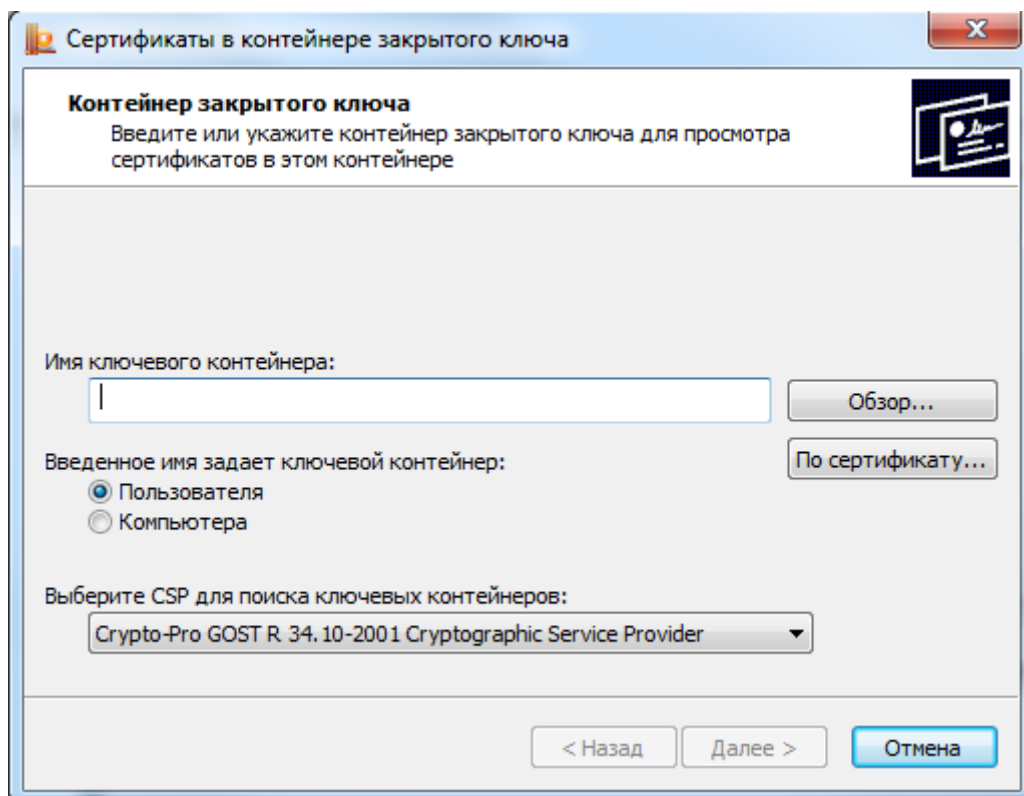 Сертификаты в контейнере закрытого ключа
Контейнер закрытого ключа
Введите или укажите контейнер закрытого ключа для просмотра
сертификатов в этом контейнере
Имя ключевого контейнера:
Обзор...
Введенное имя задает ключевой контейнер:
По сертификату...
Пользователя
Компьютера
Выберите CSP для поиска ключевых контейнеров:
Crypto-Pro GOST R 34.10-2001 Cryptographic Service Provider
< Назад
Далее >
Отмена